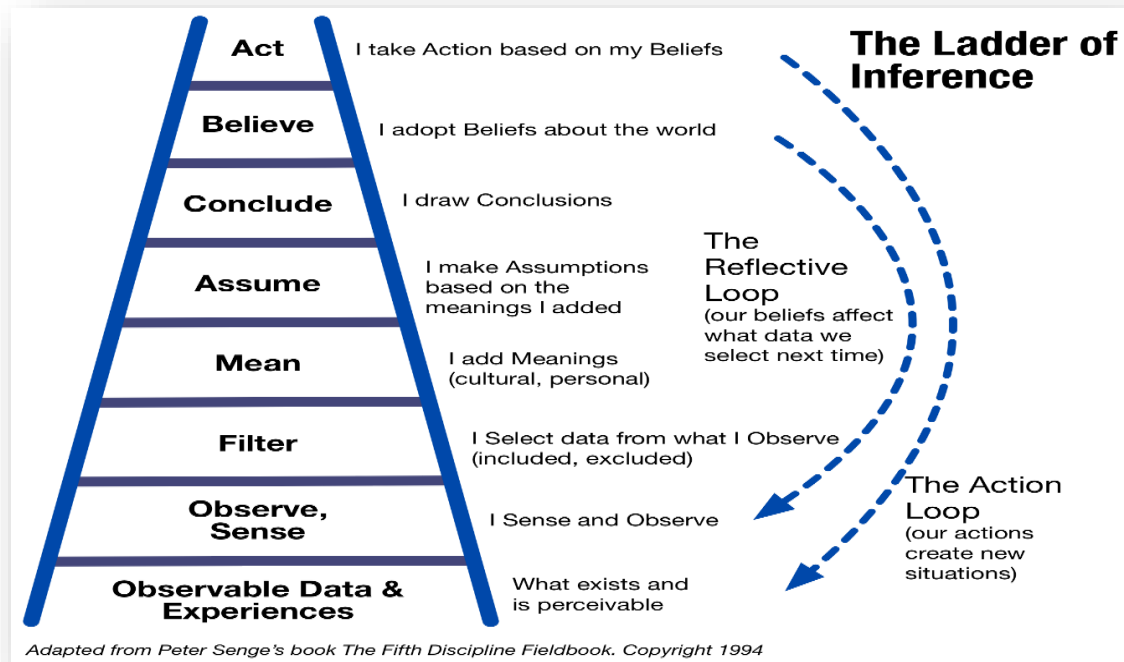 The Ladder of
Inference
Act
I take Action based on my Beliefs
Believe
I adopt Beliefs about the world
Conclude
I draw Conclusions
Assume
I make Assumptions
based on the
meanings I added
Mean
I add Meanings
(cultural, personal)
Filter
I Select data from what I Observe
(included, excluded)
Observe,
Sense
I Sense and Observe
Observable Data &
Experiences
What exists and
is perceivable
The
Reflective
Loop
(our beliefs affect
what data we
select next time)
The Action
Loop
(our actions
create new
situations)
Adapted from Peter Senge's book The Fifth Discipline Fieldbook. Copyright 1994